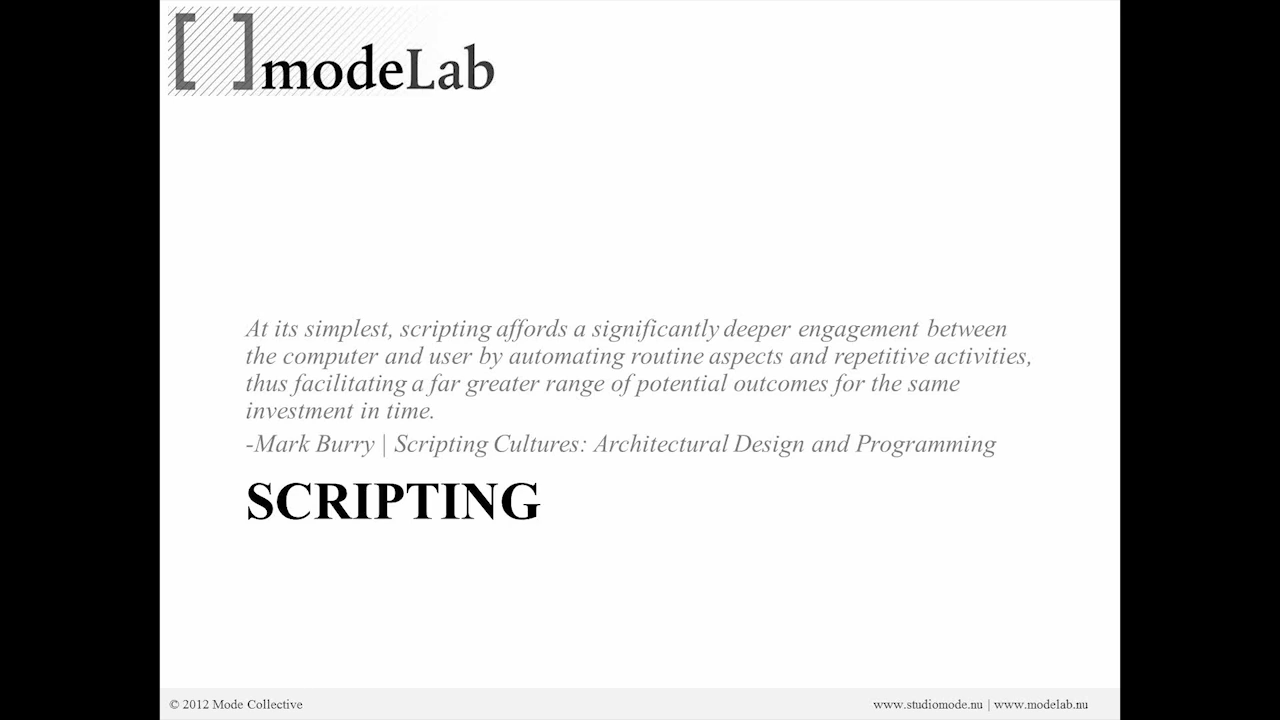 [ ]modeLab
At its simplest, scripting affords a significantly deeper engagement between
the computer and user by automating routine aspects and repetitive activities,
thus facilitating a far greater range of potential outcomes for the same
investment in time.
-Mark Burry | Scripting Cultures: Architectural Design and Programming
SCRIPTING
© 2012 Mode Collective
www.studiomode.nu | www.modelab.nu